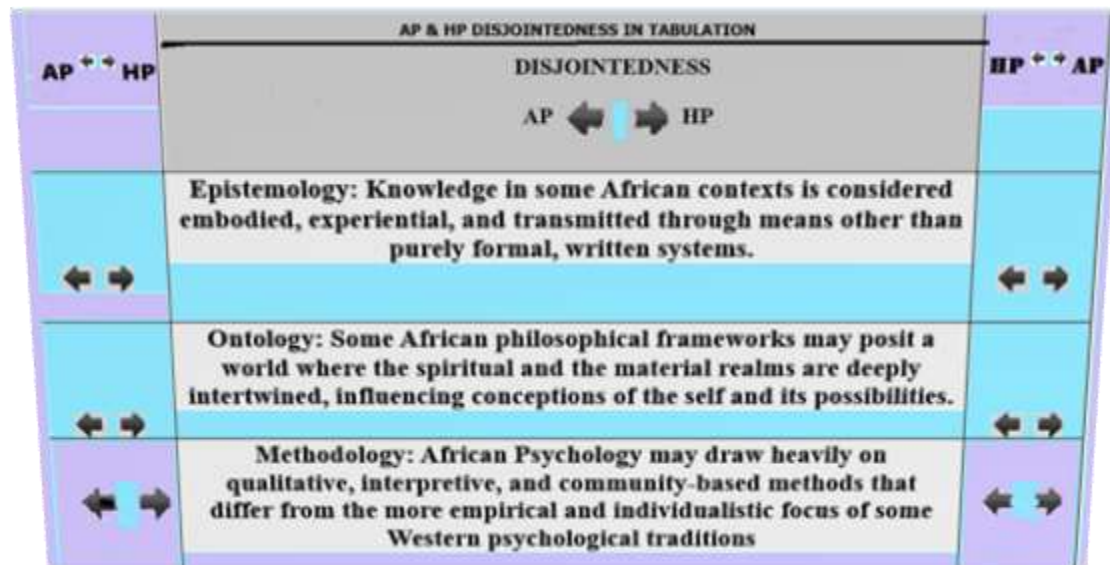 AP & HP DISJOINTEDNESS IN TABULATION
AP HP
DISJOINTEDNESS
HP AP
AP HP
Epistemology: Knowledge in some African contexts is considered
embodied, experiential, and transmitted through means other than
purely formal, written systems.
Ontology: Some African philosophical frameworks may posit a
world where the spiritual and the material realms are deeply
intertwined, influencing conceptions of the self and its possibilities.
Methodology: African Psychology may draw heavily on
qualitative, interpretive, and community-based methods that
differ from the more empirical and individualistic focus of some
Western psychological traditions